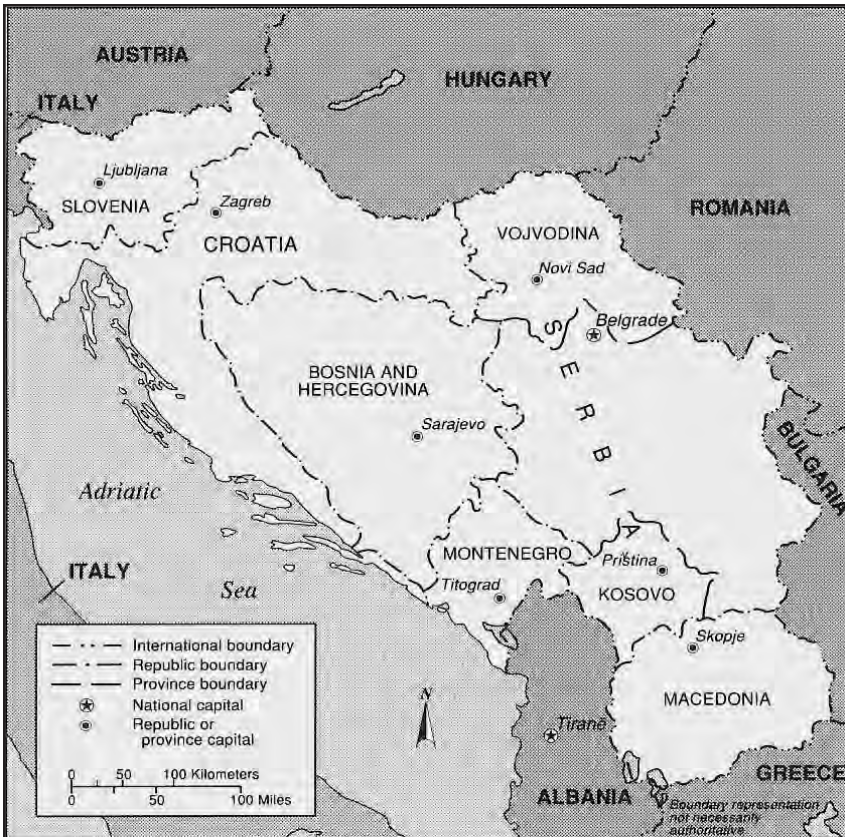 AUSTRIA
HUNGARY
ITALY
Ljubljana
SLOVENIA
Zagreb
CROATIA
ROMANIA
VOJVODINA
Novi Sad
Belgrade
SERBIA
BOSNIA AND
HERCEGOVINA
Sarajevo
BULGARIA
Adriatic
Sea
ITALY
MONTENEGRO
Titograd
Priština
KOSOVO
Skopje
MACEDONIA
Tiranë
ALBANIA
GREECE
Boundary representation
not necessarily
authoritative
N
International boundary
Republic boundary
Province boundary
National capital
Republic or
province capital
0 50 100 Kilometers
0 50 100 Miles